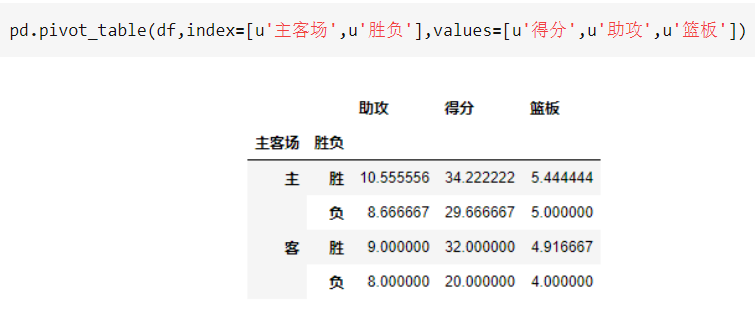 pd.pivot_table(df,index=[u'主客场',u'胜负'],values=[u'得分',u'助攻',u'篮板'])
助攻 得分 篮板
主客场 胜负
主 胜 10.555556 34.222222 5.444444
负 8.666667 29.666667 5.000000
客 胜 9.000000 32.000000 4.916667
负 8.000000 20.000000 4.000000